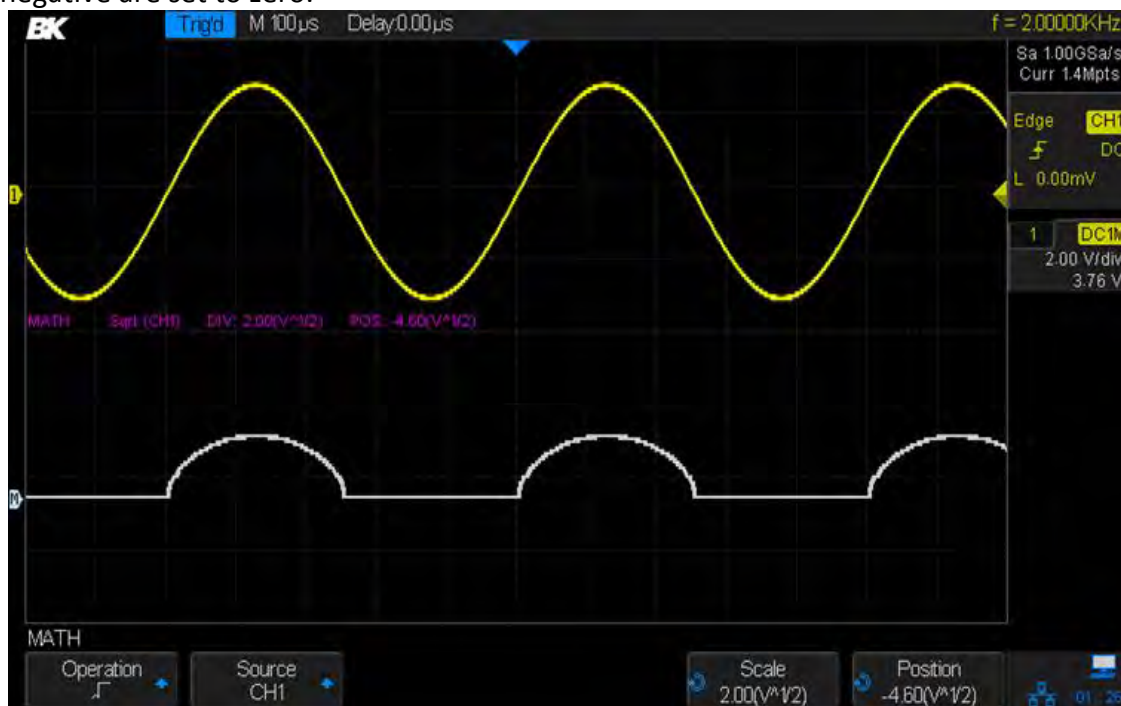 negative are set to zero.
BK Trig'd M 100µs Delay:0.00µs f = 2.00000KHz
Sa 1.00GSa/s
Curr 1.4Mpts
Edge CH1
DC
L 0.00mV
1
1 DC1M
2.00 V/div
3.76 V
MATH Sqrt (CH1) DIV: 2.00(V^1/2) POS: -4.60(V^1/2)
M
MATH
Operation Source Scale Position
√ CH1 2.00(V^1/2) -4.60(V^1/2)
01 : 26